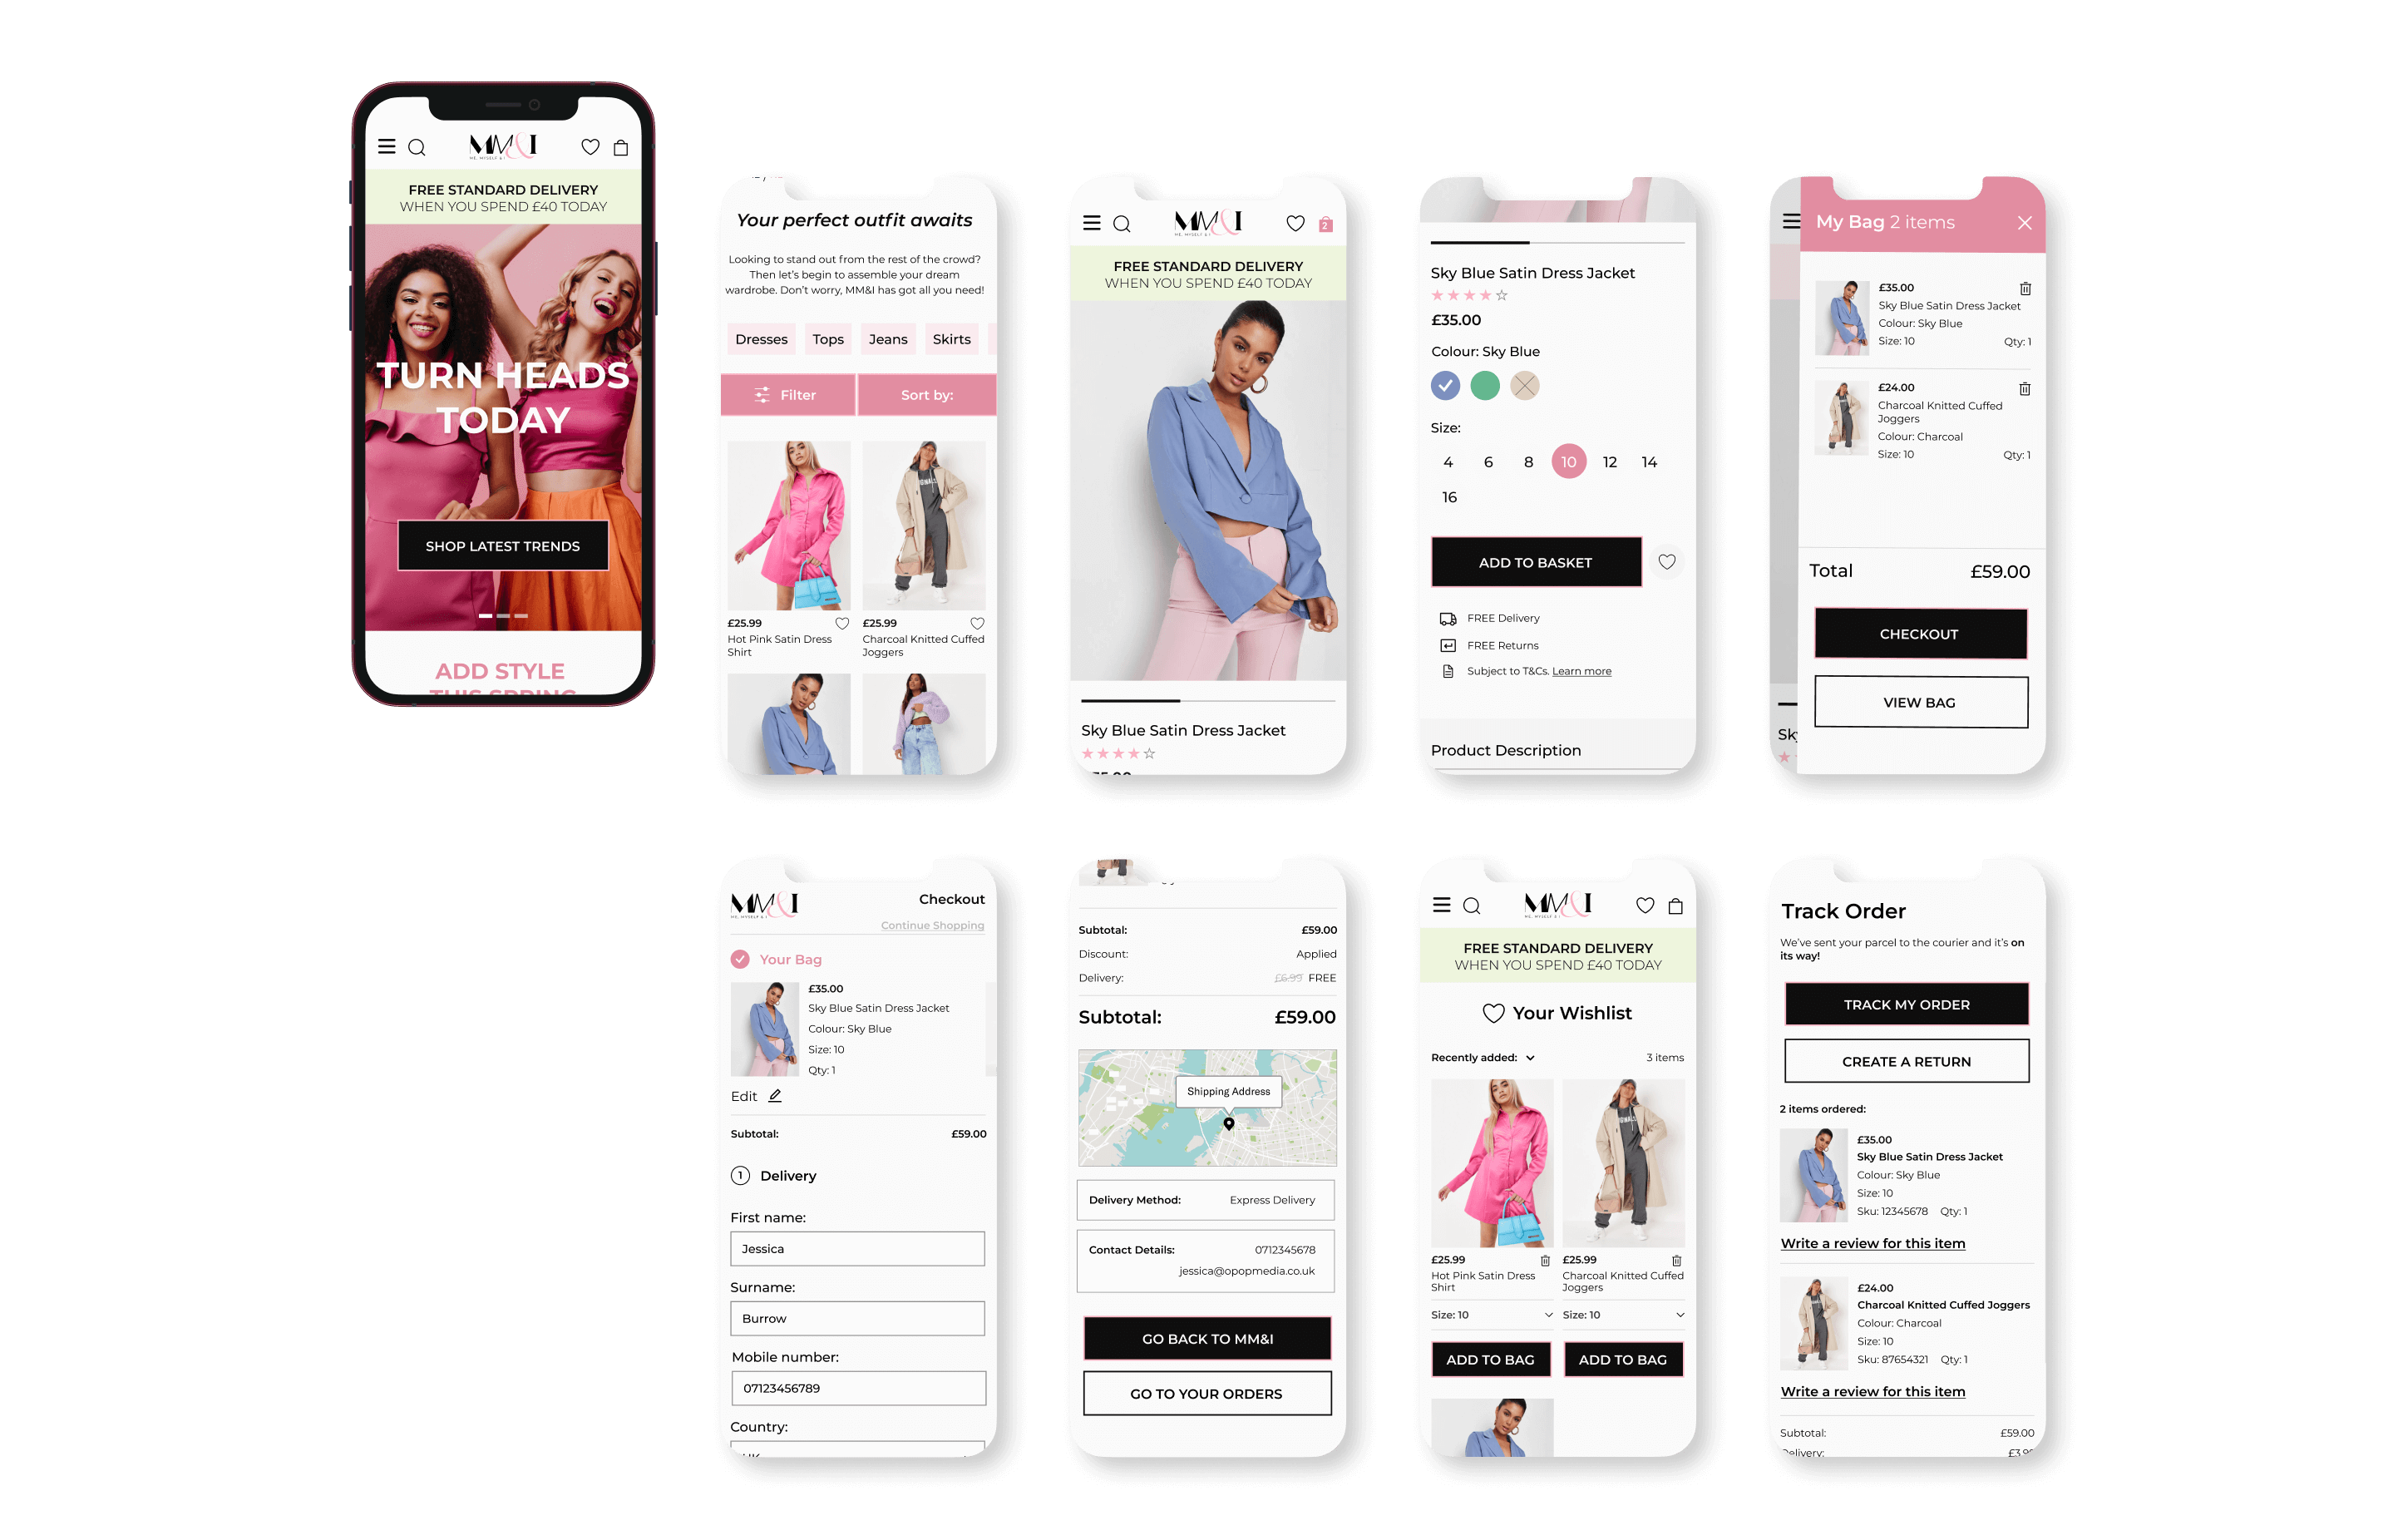 MM&I
ME, MYSELF & I
FREE STANDARD DELIVERY
WHEN YOU SPEND £40 TODAY
TURN HEADS
TODAY
SHOP LATEST TRENDS
ADD STYLE
THIS SPRING
Your perfect outfit awaits
Looking to stand out from the rest of the crowd?
Then let's begin to assemble your dream
wardrobe. Don't worry, MM&I has got all you need!
Dresses Tops Jeans Skirts
Filter Sort by:
£25.99 £25.99
Hot Pink Satin Dress Charcoal Knitted Cuffed
Shirt Joggers
MM&I
ME, MYSELF & I
2
FREE STANDARD DELIVERY
WHEN YOU SPEND £40 TODAY
Sky Blue Satin Dress Jacket
£35.00
Sky Blue Satin Dress Jacket
£35.00
Colour: Sky Blue
Size:
4 6 8 10 12 14
16
ADD TO BASKET
FREE Delivery
FREE Returns
Subject to T&Cs. Learn more
Product Description
My Bag 2 items
£35.00
Sky Blue Satin Dress Jacket
Colour: Sky Blue
Size: 10 Qty: 1
£24.00
Charcoal Knitted Cuffed
Joggers
Colour: Charcoal
Size: 10 Qty: 1
Total £59.00
CHECKOUT
VIEW BAG
Sk
MM&I
ME, MYSELF & I
Checkout
Continue Shopping
Your Bag
£35.00
Sky Blue Satin Dress Jacket
Colour: Sky Blue
Size: 10
Qty: 1
Edit
Subtotal: £59.00
1 Delivery
First name:
Jessica
Surname:
Burrow
Mobile number:
07123456789
Country:
UK
Subtotal: £59.00
Discount: Applied
Delivery: £6.99 FREE
Subtotal: £59.00
Shipping Address
Delivery Method: Express Delivery
Contact Details: 0712345678
jessica@opopmedia.co.uk
GO BACK TO MM&I
GO TO YOUR ORDERS
MM&I
ME, MYSELF & I
FREE STANDARD DELIVERY
WHEN YOU SPEND £40 TODAY
Your Wishlist
Recently added: 3 items
£25.99 £25.99
Hot Pink Satin Dress Charcoal Knitted Cuffed
Shirt Joggers
Size: 10 Size: 10
ADD TO BAG ADD TO BAG
Track Order
We've sent your parcel to the courier and it's on
its way!
TRACK MY ORDER
CREATE A RETURN
2 items ordered:
£35.00
Sky Blue Satin Dress Jacket
Colour: Sky Blue
Size: 10
Sku: 12345678 Qty: 1
Write a review for this item
£24.00
Charcoal Knitted Cuffed Joggers
Colour: Charcoal
Size: 10
Sku: 87654321 Qty: 1
Write a review for this item
Subtotal: £59.00
Delivery: